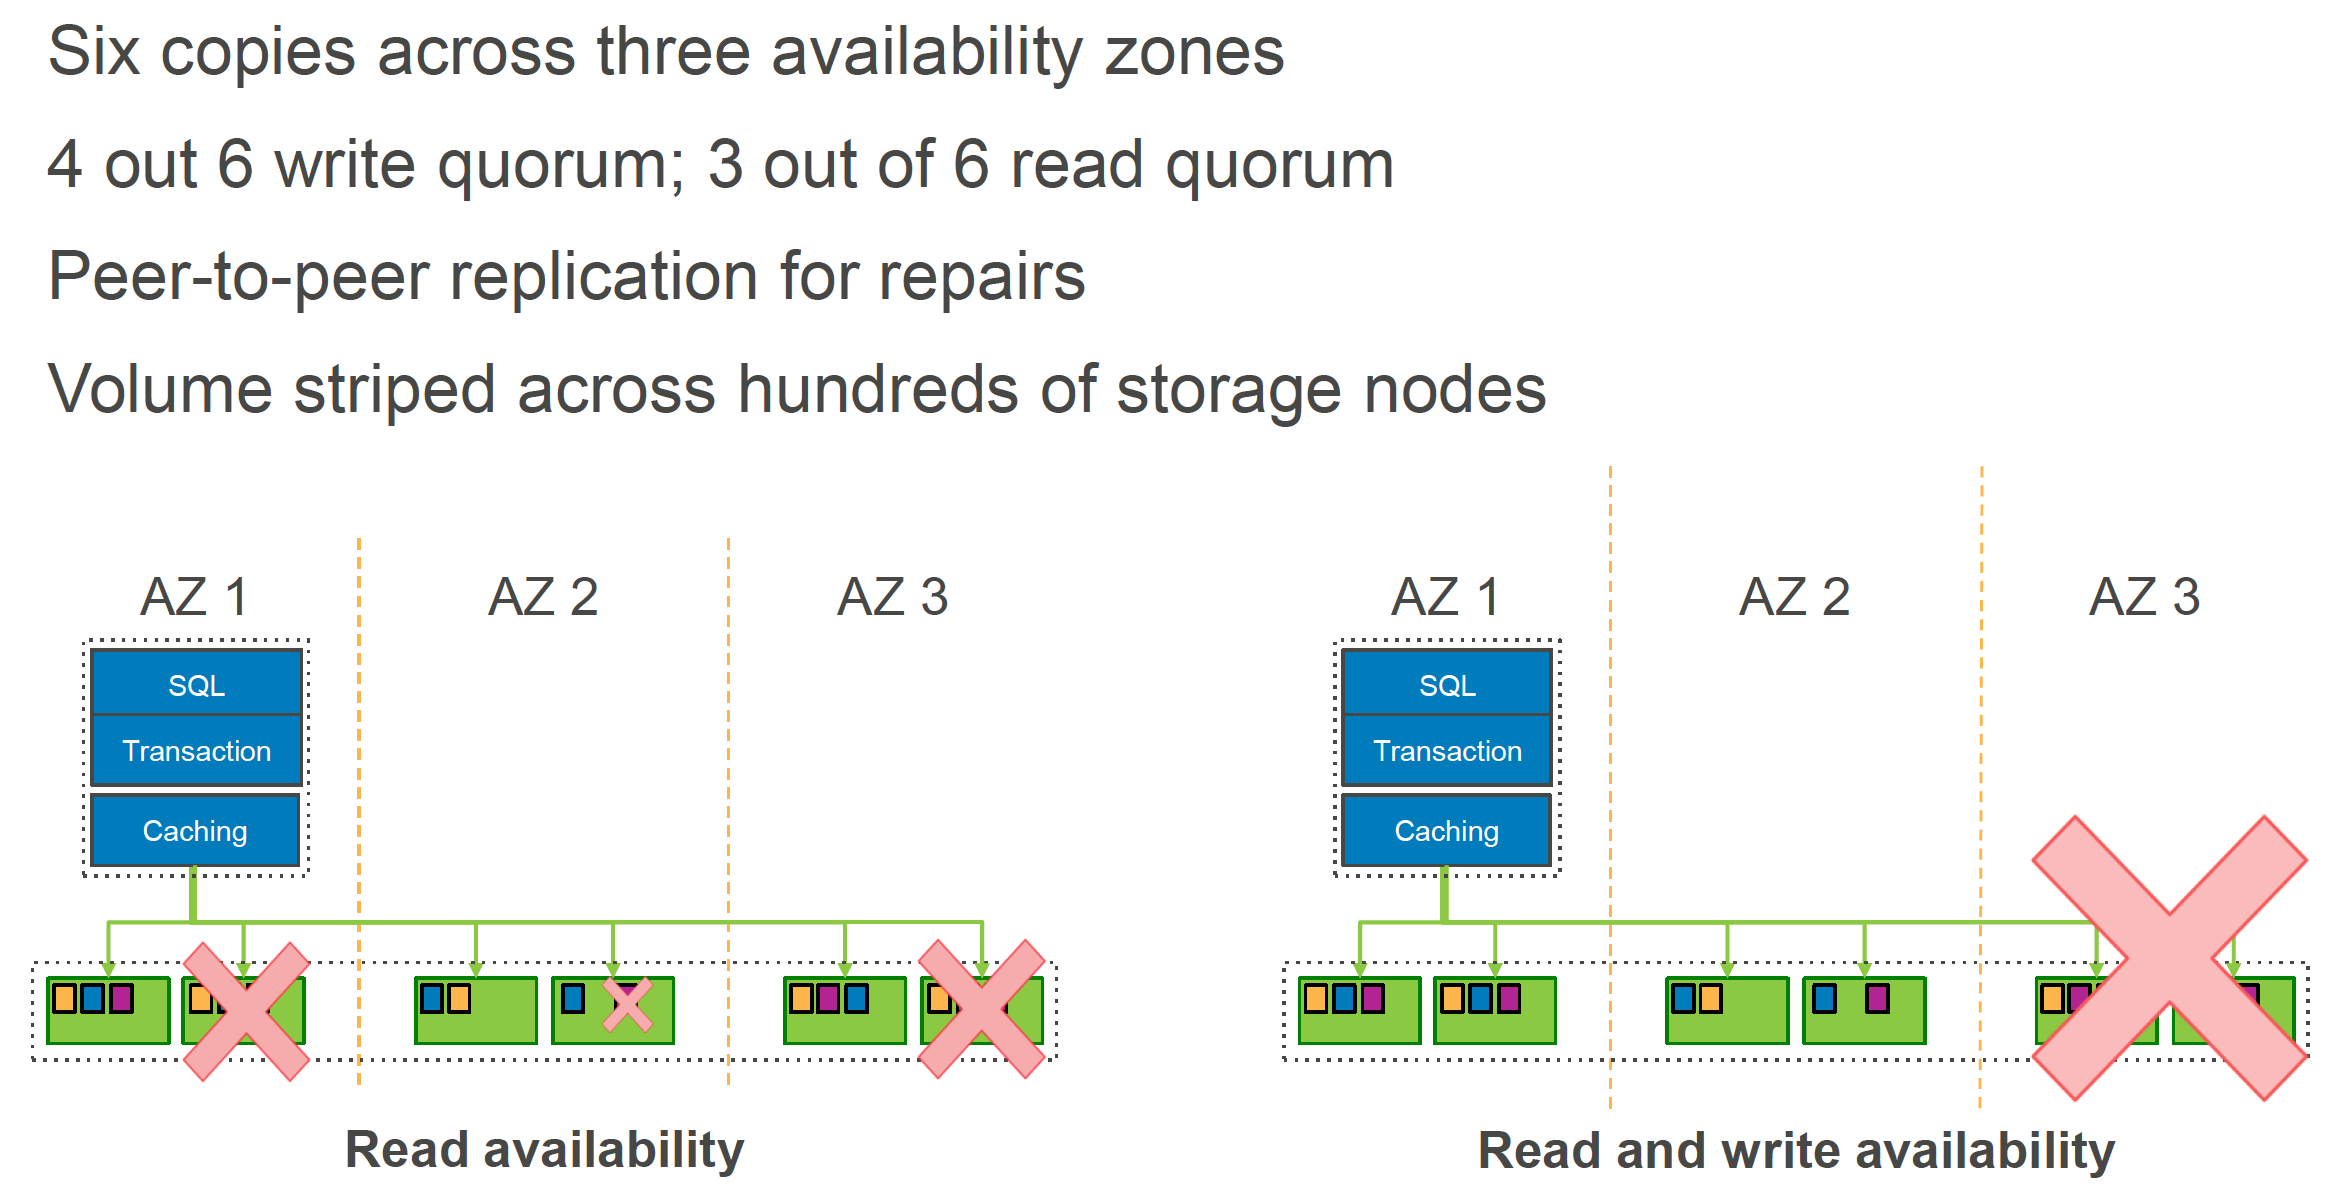 Six copies across three availability zones
4 out 6 write quorum; 3 out of 6 read quorum
Peer-to-peer replication for repairs
Volume striped across hundreds of storage nodes
AZ 1
AZ 2
AZ 3
SQL
Transaction
Caching
Read availability
AZ 1
AZ 2
AZ 3
SQL
Transaction
Caching
Read and write availability